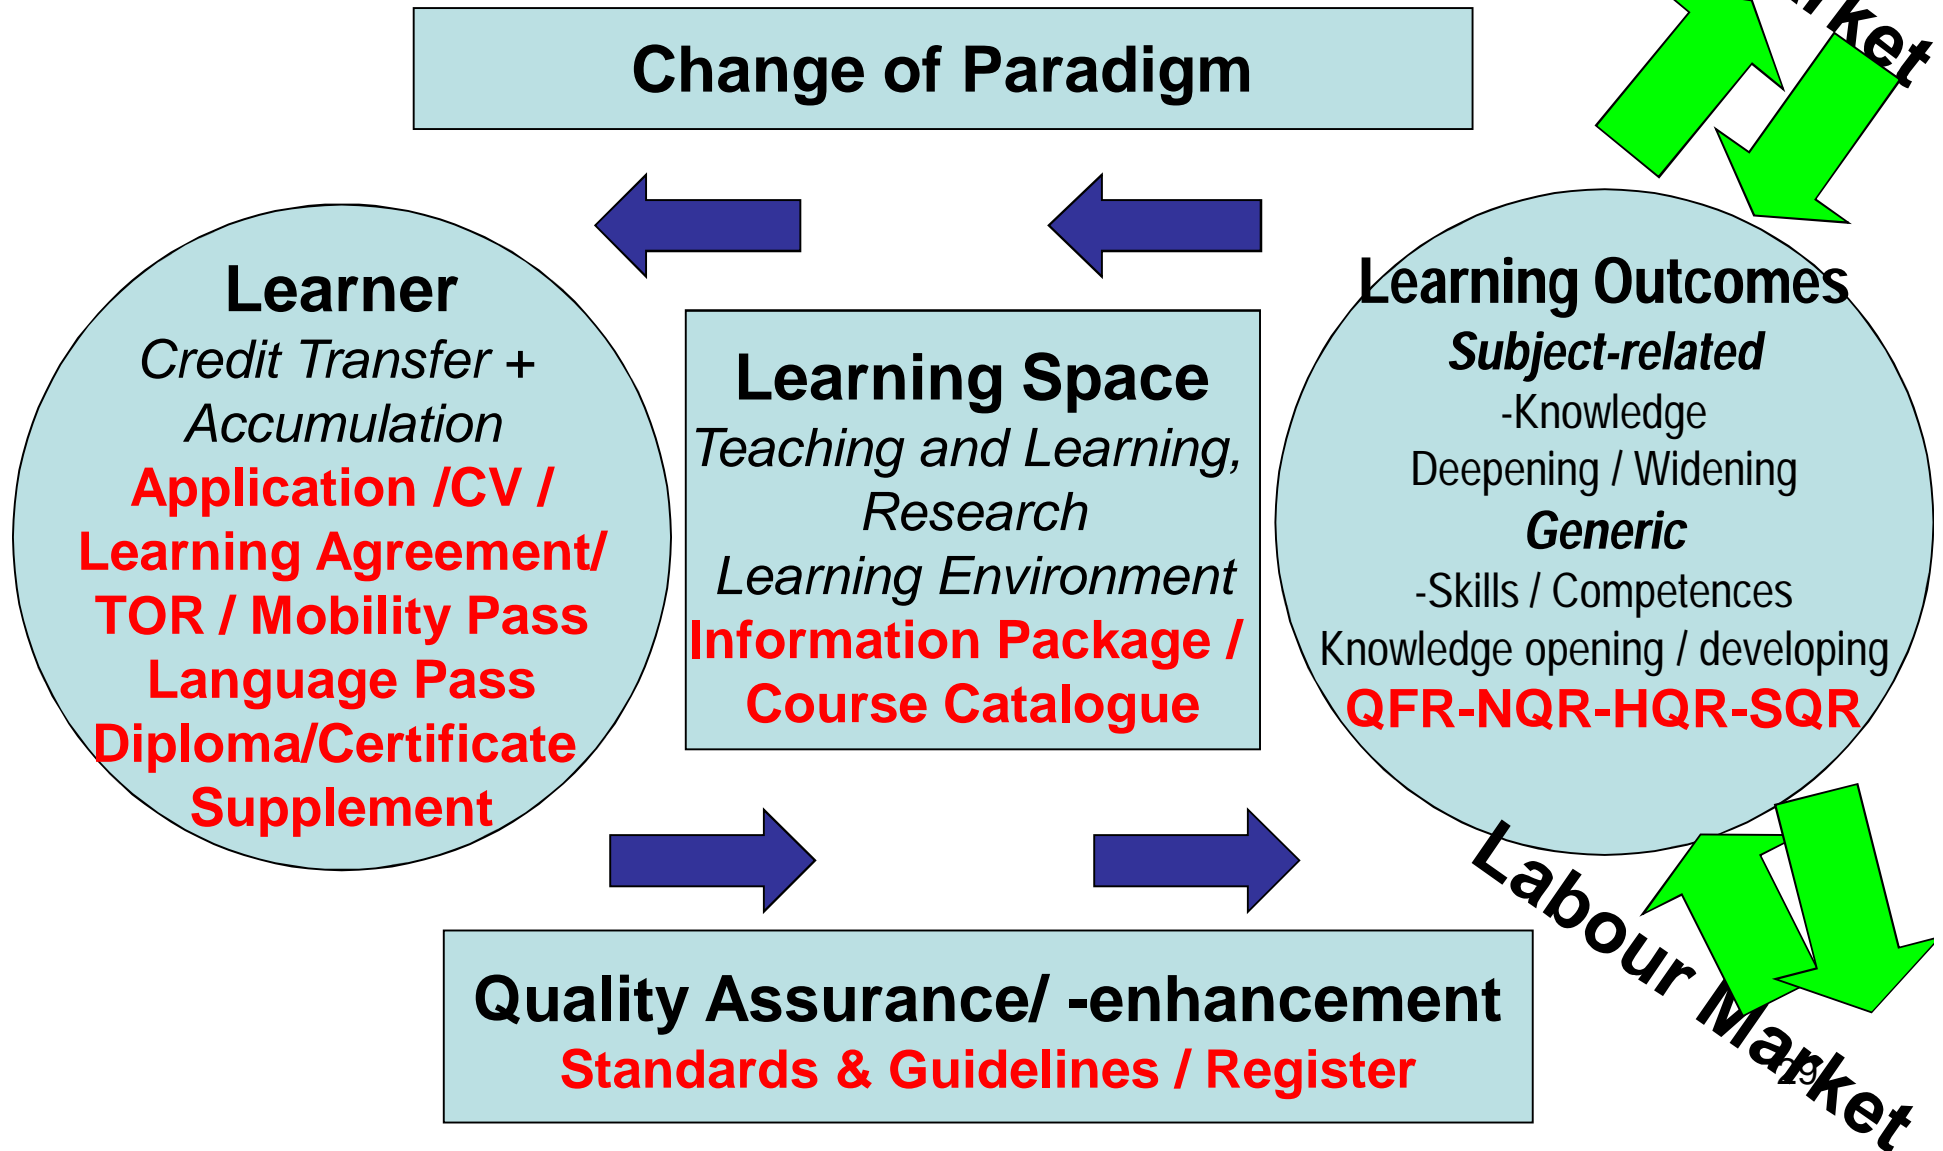 Change of Paradigm
Learner
Credit Transfer +
Accumulation
Application /CV /
Learning Agreement/
TOR / Mobility Pass
Language Pass
Diploma/Certificate
Supplement
Learning Space
Teaching and Learning,
Research
Learning Environment
Information Package /
Course Catalogue
Learning Outcomes
Subject-related
-Knowledge
Deepening / Widening
Generic
-Skills / Competences
Knowledge opening / developing
QFR-NQR-HQR-SQR
Labour Market
Quality Assurance/ -enhancement
Standards & Guidelines / Register
29